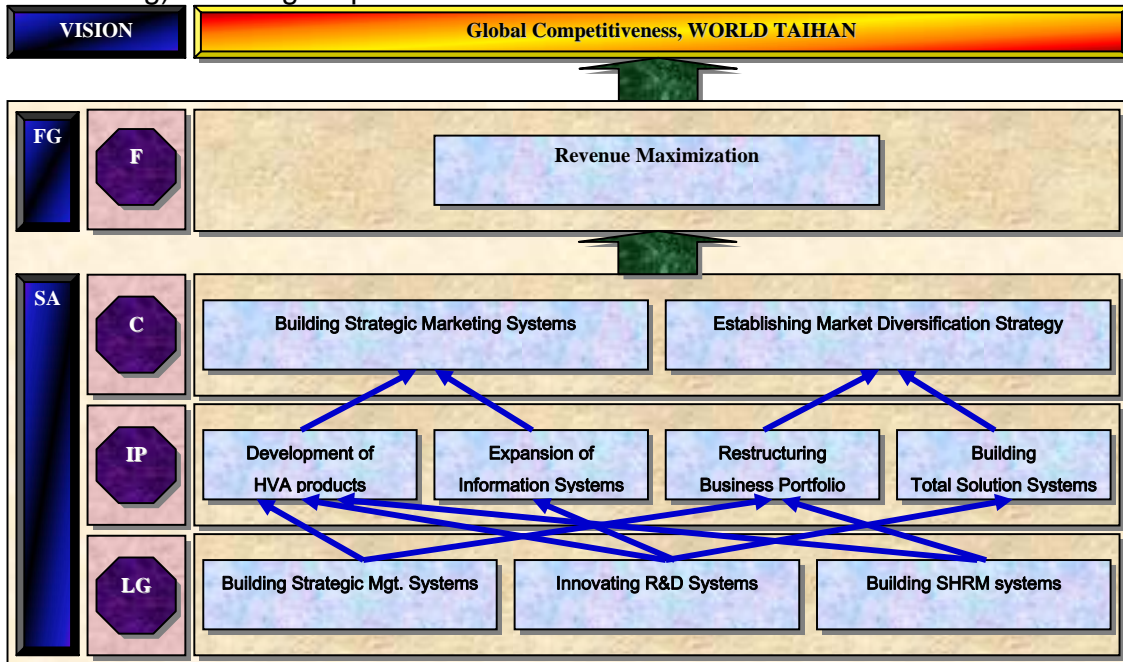 VISION
Global Competitiveness, WORLD TAIHAN
FG
F
Revenue Maximization
SA
C
Building Strategic Marketing Systems
Establishing Market Diversification Strategy
IP
Development of
HVA products
Expansion of
Information Systems
Restructuring
Business Portfolio
Building
Total Solution Systems
LG
Building Strategic Mgt. Systems
Innovating R&D Systems
Building SHRM systems